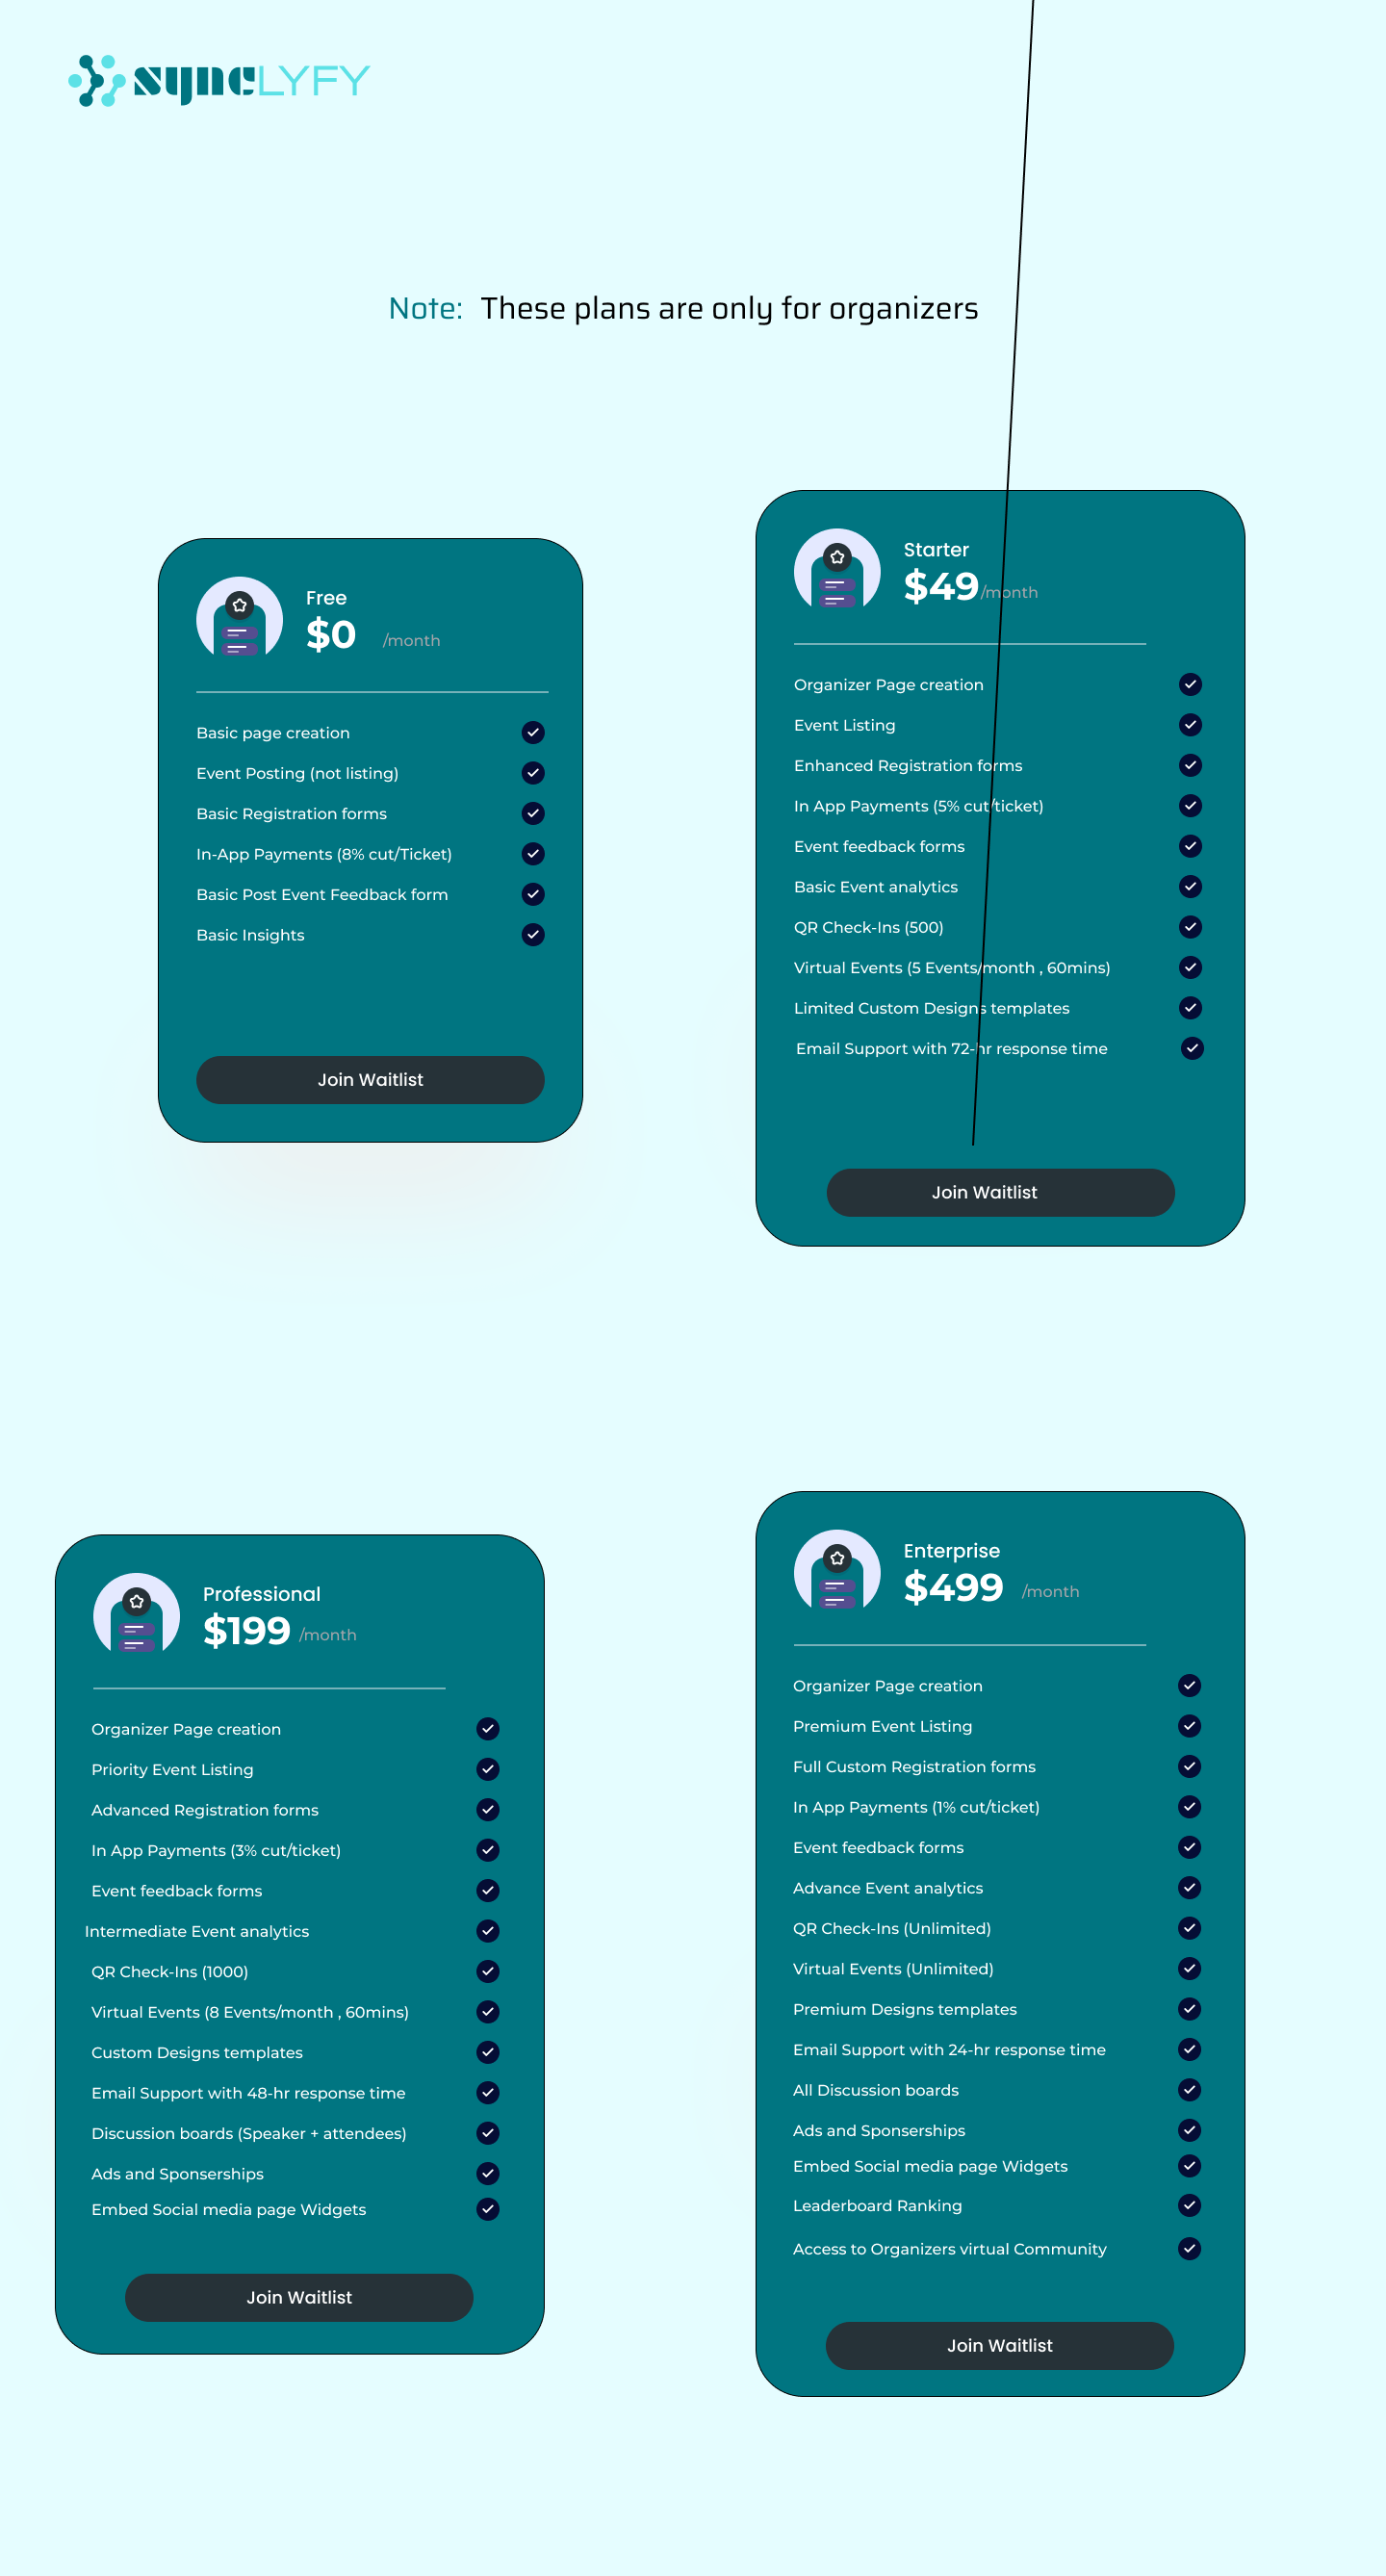 syncLYFY
Note: These plans are only for organizers
Free
$0 /month
Basic page creation
Event Posting (not listing)
Basic Registration forms
In-App Payments (8% cut/Ticket)
Basic Post Event Feedback form
Basic Insights
Join Waitlist
Starter
$49/month
Organizer Page creation
Event Listing
Enhanced Registration forms
In App Payments (5% cut/ticket)
Event feedback forms
Basic Event analytics
QR Check-Ins (500)
Virtual Events (5 Events/month , 60mins)
Limited Custom Designs templates
Email Support with 72-hr response time
Join Waitlist
Professional
$199 /month
Organizer Page creation
Priority Event Listing
Advanced Registration forms
In App Payments (3% cut/ticket)
Event feedback forms
Intermediate Event analytics
QR Check-Ins (1000)
Virtual Events (8 Events/month , 60mins)
Custom Designs templates
Email Support with 48-hr response time
Discussion boards (Speaker + attendees)
Ads and Sponserships
Embed Social media page Widgets
Join Waitlist
Enterprise
$499 /month
Organizer Page creation
Premium Event Listing
Full Custom Registration forms
In App Payments (1% cut/ticket)
Event feedback forms
Advance Event analytics
QR Check-Ins (Unlimited)
Virtual Events (Unlimited)
Premium Designs templates
Email Support with 24-hr response time
All Discussion boards
Ads and Sponserships
Embed Social media page Widgets
Leaderboard Ranking
Access to Organizers virtual Community
Join Waitlist